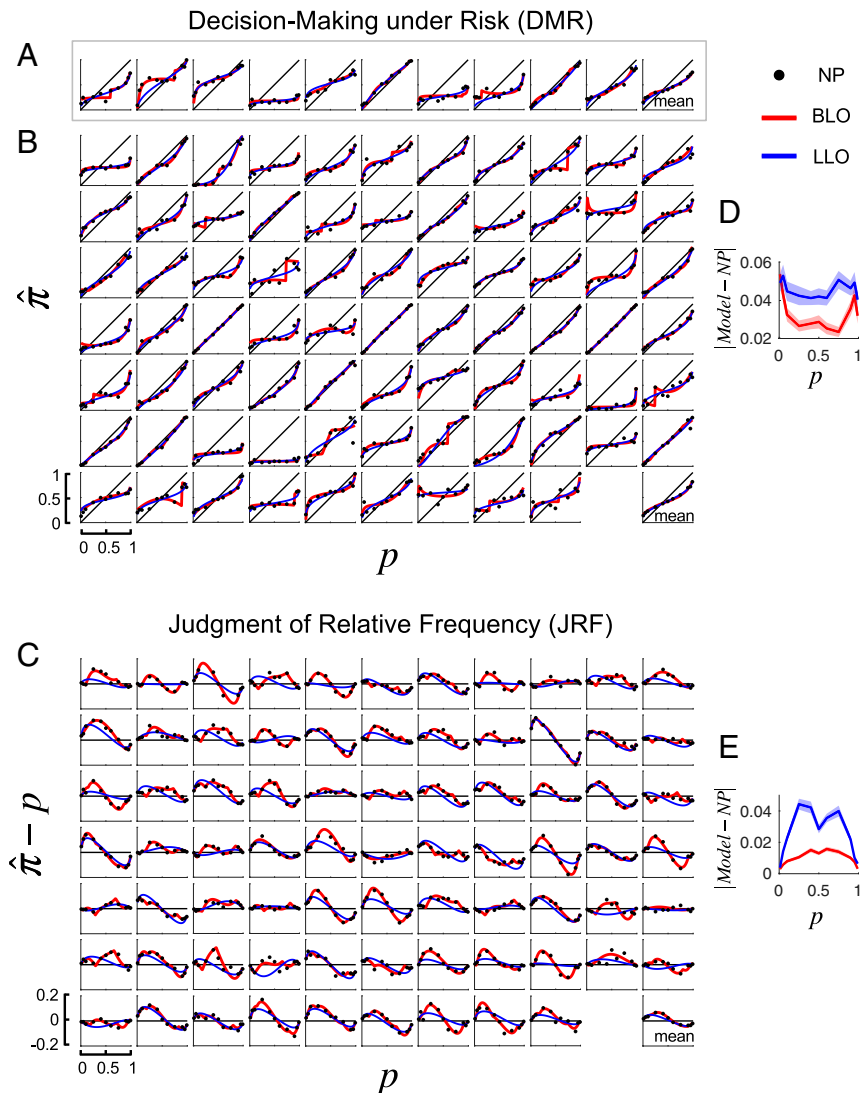 Decision-Making under Risk (DMR)
A
mean
NP
BLO
LLO
B
π̂
1
0.5
0
0 0.5 1
mean
p
D
|Model − NP|
0.06
0.04
0.02
0 0.5 1
p
Judgment of Relative Frequency (JRF)
C
π̂ − p
0.2
0
-0.2
0 0.5 1
mean
p
E
|Model − NP|
0.04
0.02
0
0 0.5 1
p